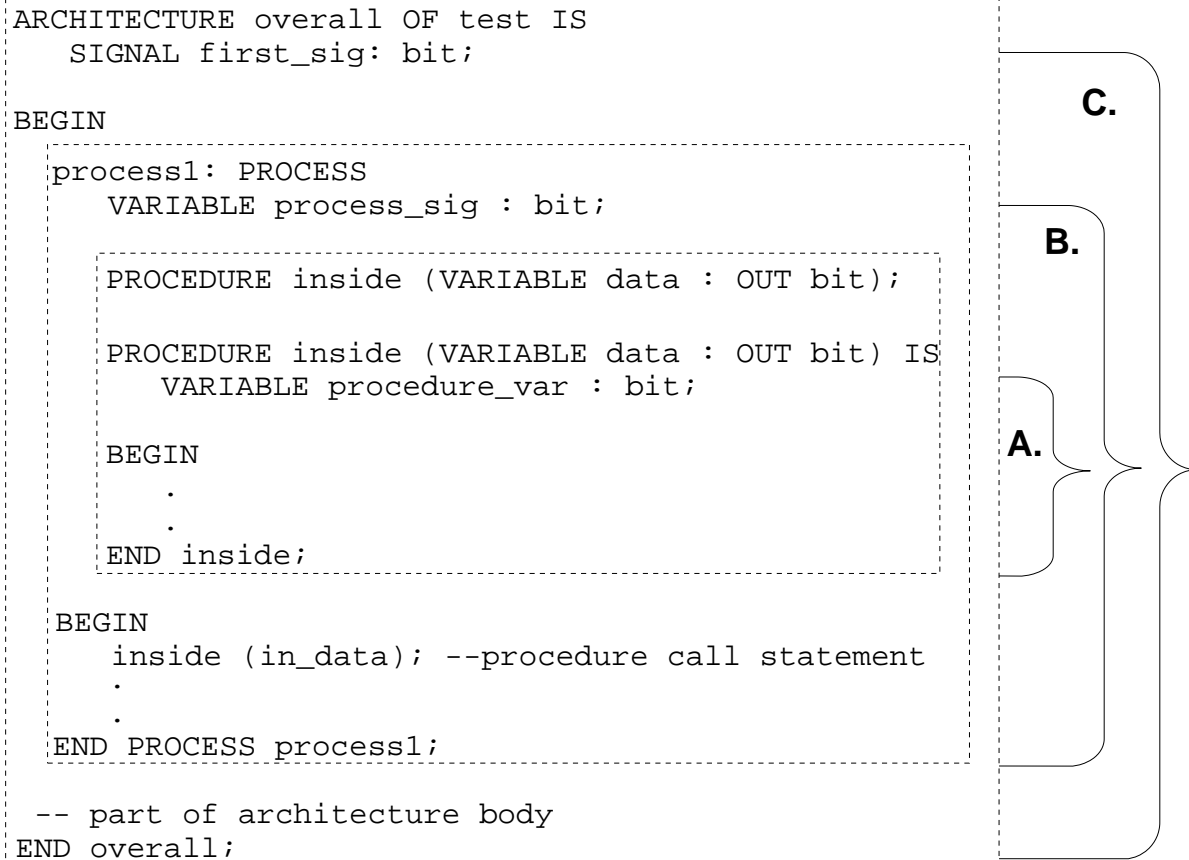 ARCHITECTURE overall OF test IS
SIGNAL first_sig: bit;
C.
BEGIN
process1: PROCESS
VARIABLE process_sig : bit;
B.
PROCEDURE inside (VARIABLE data : OUT bit);
PROCEDURE inside (VARIABLE data : OUT bit) IS
VARIABLE procedure_var : bit;
A.
BEGIN
.
.
END inside;
BEGIN
inside (in_data); --procedure call statement
.
.
END PROCESS process1;
-- part of architecture body
END overall;